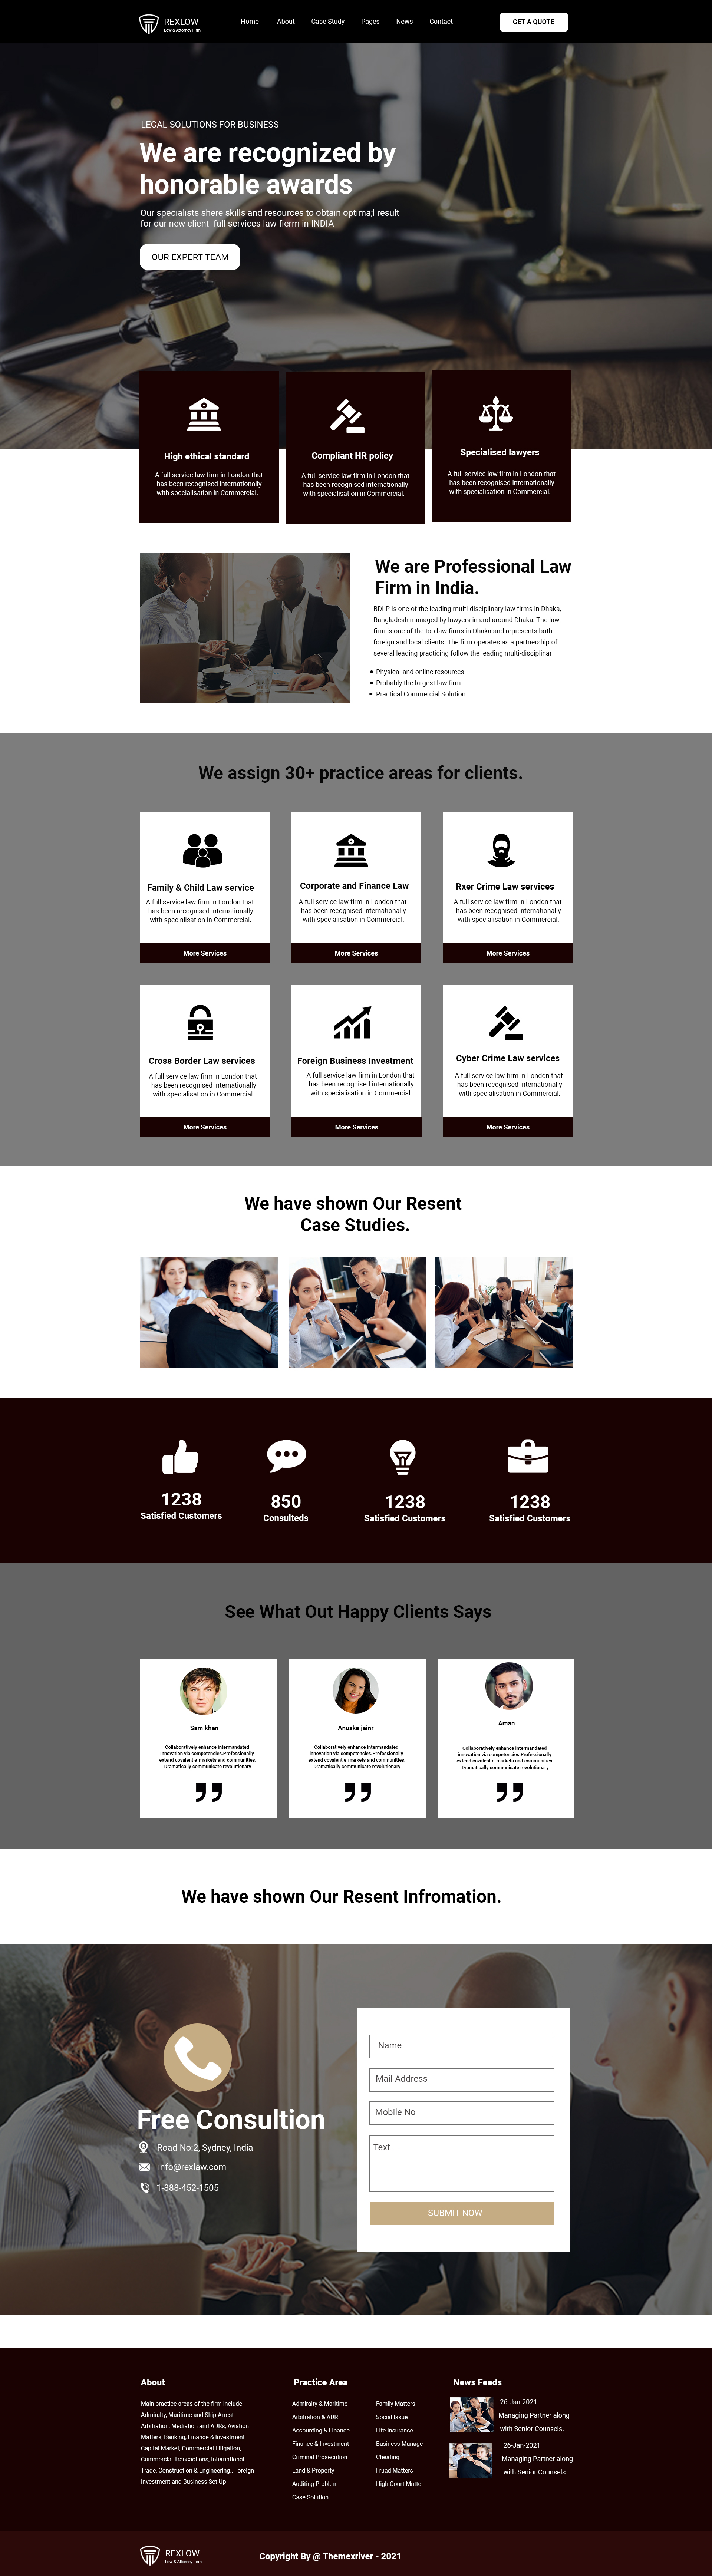 REXLOW
Law & Attorney Firm
Home
About
Case Study
Pages
News
Contact
GET A QUOTE
LEGAL SOLUTIONS FOR BUSINESS
We are recognized by
honorable awards
Our specialists shere skills and resources to obtain optima;l result
for our new client full services law fierm in INDIA
OUR EXPERT TEAM
High ethical standard
A full service law firm in London that
has been recognised internationally
with specialisation in Commercial.
Compliant HR policy
A full service law firm in London that
has been recognised internationally
with specialisation in Commercial.
Specialised lawyers
A full service law firm in London that
has been recognised internationally
with specialisation in Commercial.
We are Professional Law
Firm in India.
BDLP is one of the leading multi-disciplinary law firms in Dhaka,
Bangladesh managed by lawyers in and around Dhaka. The law
firm is one of the top law firms in Dhaka and represents both
foreign and local clients. The firm operates as a partnership of
several leading practicing follow the leading multi-disciplinar
Physical and online resources
Probably the largest law firm
Practical Commercial Solution
We assign 30+ practice areas for clients.
Family & Child Law service
A full service law firm in London that
has been recognised internationally
with specialisation in Commercial.
More Services
Corporate and Finance Law
A full service law firm in London that
has been recognised internationally
with specialisation in Commercial.
More Services
Rxer Crime Law services
A full service law firm in London that
has been recognised internationally
with specialisation in Commercial.
More Services
Cross Border Law services
A full service law firm in London that
has been recognised internationally
with specialisation in Commercial.
More Services
Foreign Business Investment
A full service law firm in London that
has been recognised internationally
with specialisation in Commercial.
More Services
Cyber Crime Law services
A full service law firm in London that
has been recognised internationally
with specialisation in Commercial.
More Services
We have shown Our Resent
Case Studies.
1238
Satisfied Customers
850
Consulteds
1238
Satisfied Customers
1238
Satisfied Customers
See What Out Happy Clients Says
Sam khan
Collaboratively enhance intermandated
innovation via competencies.Professionally
extend covalent e-markets and communities.
Dramatically communicate revolutionary
Anuska jainr
Collaboratively enhance intermandated
innovation via competencies.Professionally
extend covalent e-markets and communities.
Dramatically communicate revolutionary
Aman
Collaboratively enhance intermandated
innovation via competencies.Professionally
extend covalent e-markets and communities.
Dramatically communicate revolutionary
We have shown Our Resent Infromation.
Free Consultion
Road No:2, Sydney, India
info@rexlaw.com
1-888-452-1505
Name
Mail Address
Mobile No
Text....
SUBMIT NOW
About
Main practice areas of the firm include
Admiralty, Maritime and Ship Arrest
Arbitration, Mediation and ADRs, Aviation
Matters, Banking, Finance & Investment
Capital Market, Commercial Litigation,
Commercial Transactions, International
Trade, Construction & Engineering., Foreign
Investment and Business Set-Up
Practice Area
Admiralty & Maritime
Arbitration & ADR
Accounting & Finance
Finance & Investment
Criminal Prosecution
Land & Property
Auditing Problem
Case Solution
Family Matters
Social Issue
Life Insurance
Business Manage
Cheating
Fruad Matters
High Court Matter
News Feeds
26-Jan-2021
Managing Partner along
with Senior Counsels.
26-Jan-2021
Managing Partner along
with Senior Counsels.
REXLOW
Law & Attorney Firm
Copyright By @ Themexriver - 2021